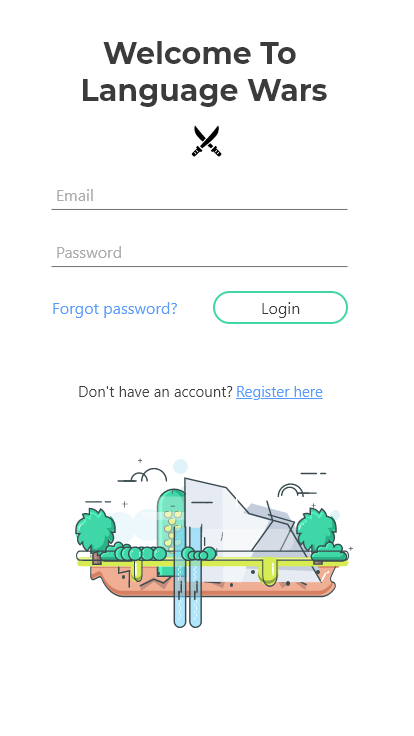 Welcome To
Language Wars
Email
Password
Forgot password?
Login
Don't have an account? Register here